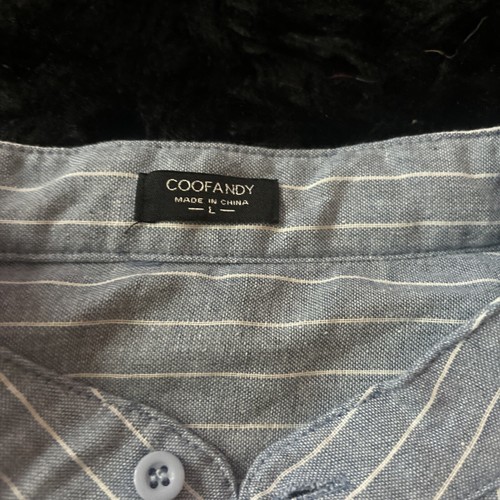 COOFANDY
MADE IN CHINA
— L —